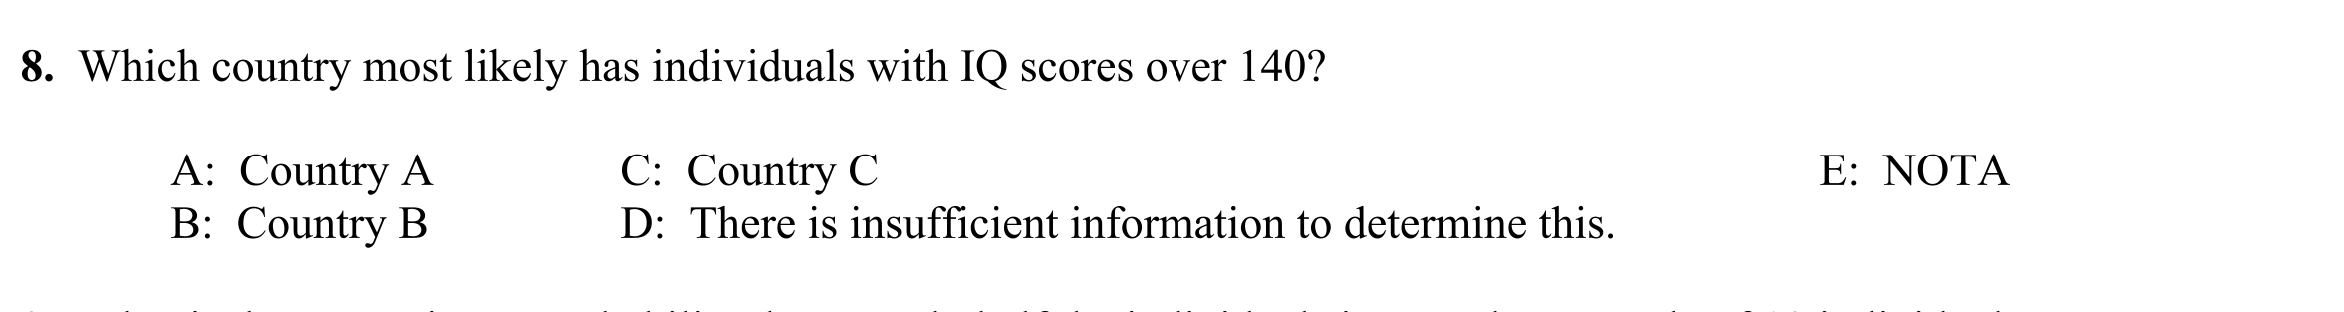 8. Which country most likely has individuals with IQ scores over 140?
A: Country A C: Country C E: NOTA
B: Country B D: There is insufficient information to determine this.